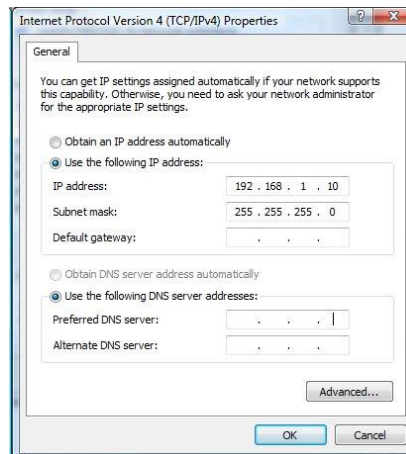 Internet Protocol Version 4 (TCP/IPv4) Properties
General
You can get IP settings assigned automatically if your network supports
this capability. Otherwise, you need to ask your network administrator
for the appropriate IP settings.
Obtain an IP address automatically
Use the following IP address:
IP address: 192 . 168 . 1 . 10
Subnet mask: 255 . 255 . 255 . 0
Default gateway: . . .
Obtain DNS server address automatically
Use the following DNS server addresses:
Preferred DNS server: . . .
Alternate DNS server: . . .
Advanced...
OK Cancel